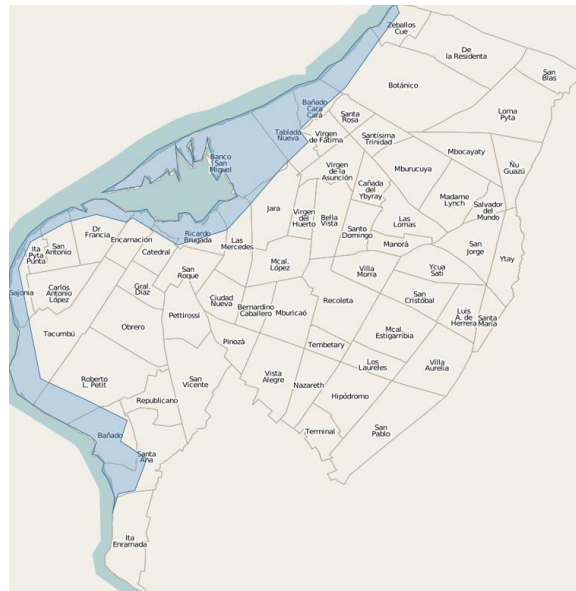 Zeballos
Cue
De
la Residenta
San
Blas
Botánico
Bañado
Cara
Cara
Loma
Pyta
Santa
Rosa
Tablada
Nueva
Virgen
de Fátima
Santísima
Trinidad
Banco
San
Miguel
Mbocayaty
Ñu
Guazú
Virgen
de la
Asunción
Mburucuya
Cañada
del
Ybyray
Madame
Lynch
Salvador
del
Mundo
Jara
Virgen
del
Huerto
Bella
Vista
Las
Lomas
Santo
Domingo
Dr.
Francia
Encarnación
Ricardo
Brugada
Las
Mercedes
Manorá
Ita
Pyta
Punta
San
Antonio
Catedral
San
Jorge
Ytay
Mcal.
López
San
Roque
Villa
Morra
Ycua
Sati
Sajonia
Carlos
Antonio
López
Gral.
Diaz
Ciudad
Nueva
Recoleta
San
Cristóbal
Pettirossi
Bernardino
Caballero
Mburicaó
Luis
A. de
Herrera
Santa
María
Tacumbú
Obrero
Mcal.
Estigarribia
Pinozá
Tembetary
Los
Laureles
Villa
Aurelia
Roberto
L. Petit
San
Vicente
Vista
Alegre
Nazareth
Hipódromo
Republicano
Bañado
Terminal
San
Pablo
Santa
Ana
Ita
Enramada